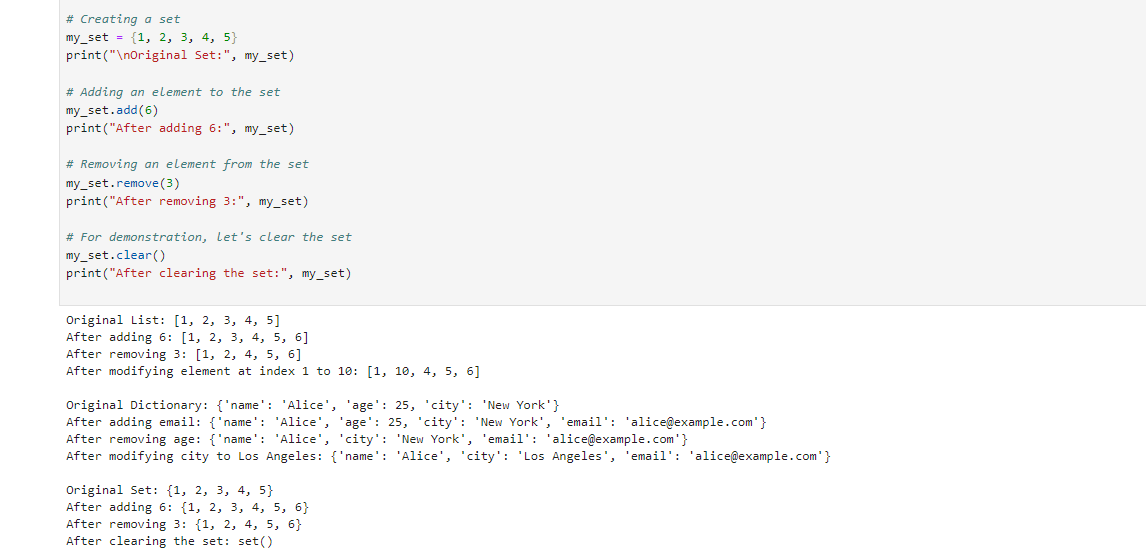 # Creating a set
my_set = {1, 2, 3, 4, 5}
print("\nOriginal Set:", my_set)
# Adding an element to the set
my_set.add(6)
print("After adding 6:", my_set)
# Removing an element from the set
my_set.remove(3)
print("After removing 3:", my_set)
# For demonstration, let's clear the set
my_set.clear()
print("After clearing the set:", my_set)
Original List: [1, 2, 3, 4, 5]
After adding 6: [1, 2, 3, 4, 5, 6]
After removing 3: [1, 2, 4, 5, 6]
After modifying element at index 1 to 10: [1, 10, 4, 5, 6]
Original Dictionary: {'name': 'Alice', 'age': 25, 'city': 'New York'}
After adding email: {'name': 'Alice', 'age': 25, 'city': 'New York', 'email': 'alice@example.com'}
After removing age: {'name': 'Alice', 'city': 'New York', 'email': 'alice@example.com'}
After modifying city to Los Angeles: {'name': 'Alice', 'city': 'Los Angeles', 'email': 'alice@example.com'}
Original Set: {1, 2, 3, 4, 5}
After adding 6: {1, 2, 3, 4, 5, 6}
After removing 3: {1, 2, 4, 5, 6}
After clearing the set: set()